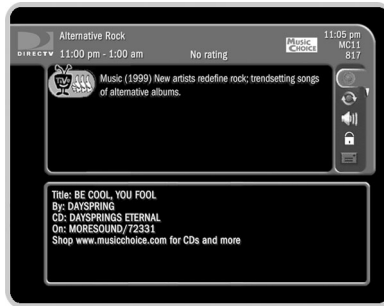 Alternative Rock
11:05 pm
DIRECTV
11:00 pm - 1:00 am
No rating
Music CHOICE
MC11
817
TiVo
Music (1999) New artists redefine rock; trendsetting songs
of alternative albums.
Title: BE COOL, YOU FOOL
By: DAYSPRING
CD: DAYSPRINGS ETERNAL
On: MORESOUND/72331
Shop www.musicchoice.com for CDs and more